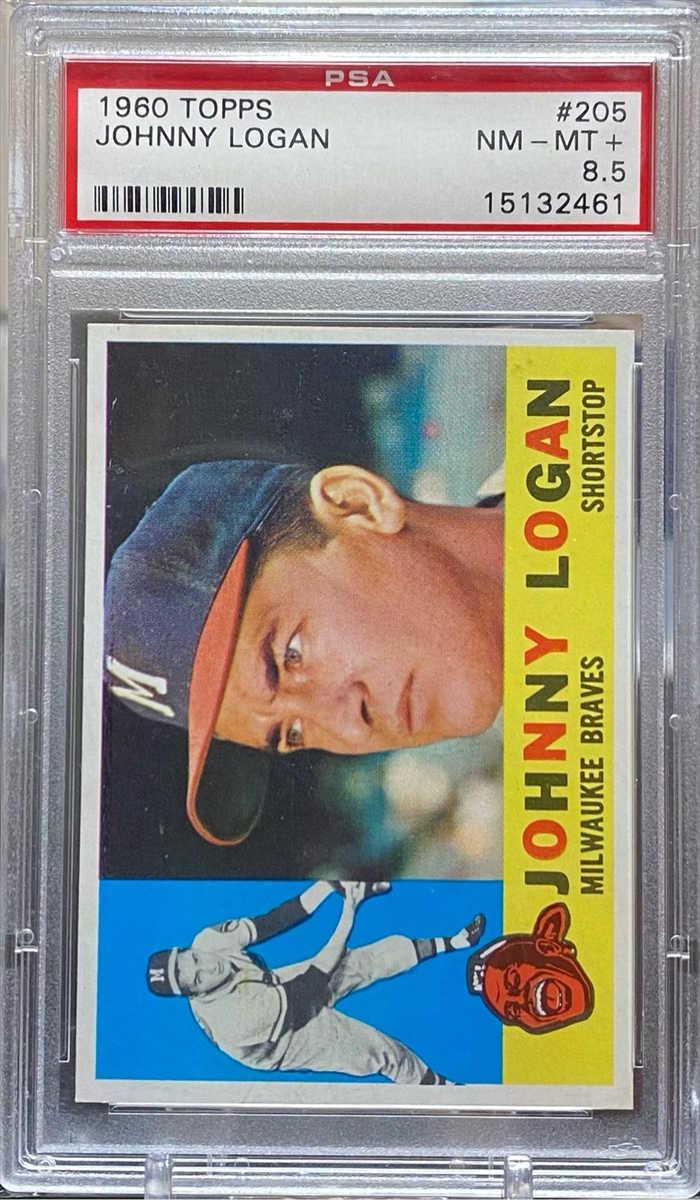 PSA
1960 TOPPS #205
JOHNNY LOGAN NM - MT +
8.5
15132461
M
M
JOHNNY LOGAN
MILWAUKEE BRAVES SHORTSTOP